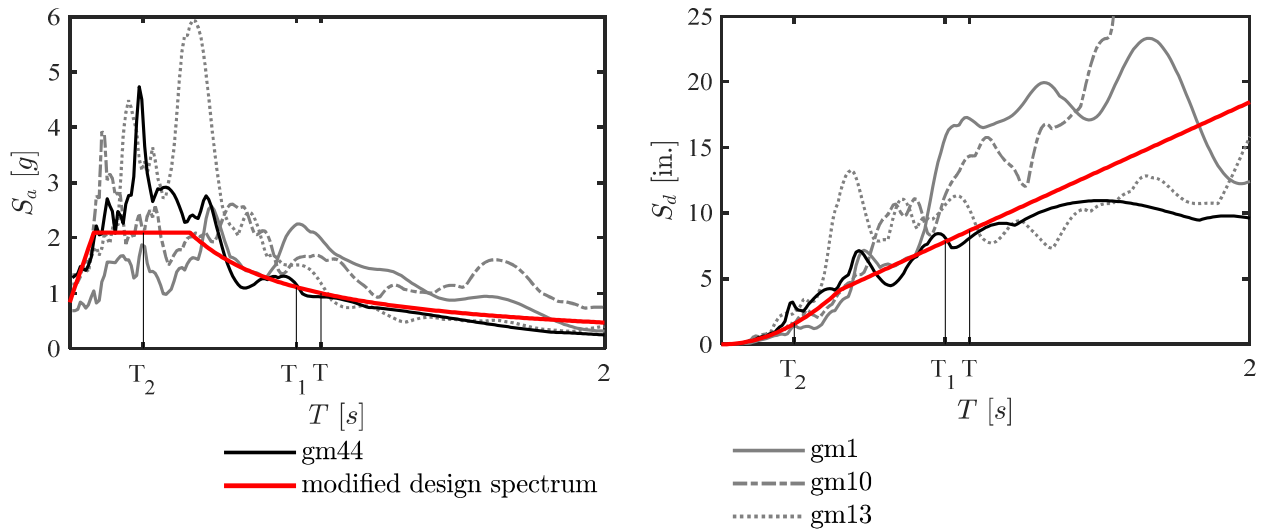 6
5
4
3
2
1
0
S_a [g]
T_2
T_1 T
2
T [s]
gm44
modified design spectrum
25
20
15
10
5
0
S_d [in.]
T_2
T_1 T
2
T [s]
gm1
gm10
gm13